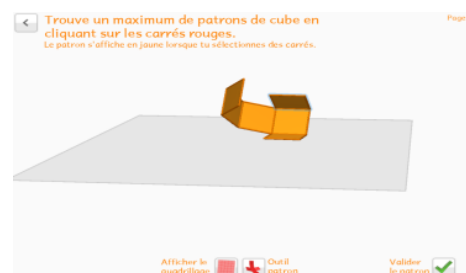 Trouve un maximum de patrons de cube en
Page
cliquant sur les carrés rouges.
Le patron s'affiche en jaune lorsque tu sélectionnes des carrés.
Afficher le
quadrillage
Outil
patron
Valider
le patron